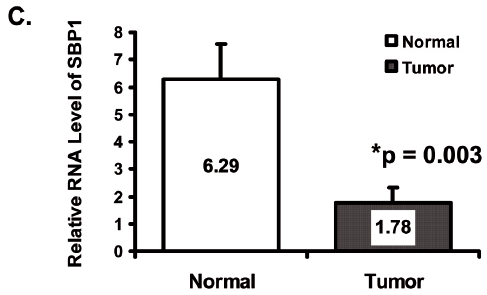 C.
Relative RNA Level of SBP1
8
7
6
5
4
3
2
1
0
Normal
Tumor
*p = 0.003
6.29
1.78
Normal
Tumor